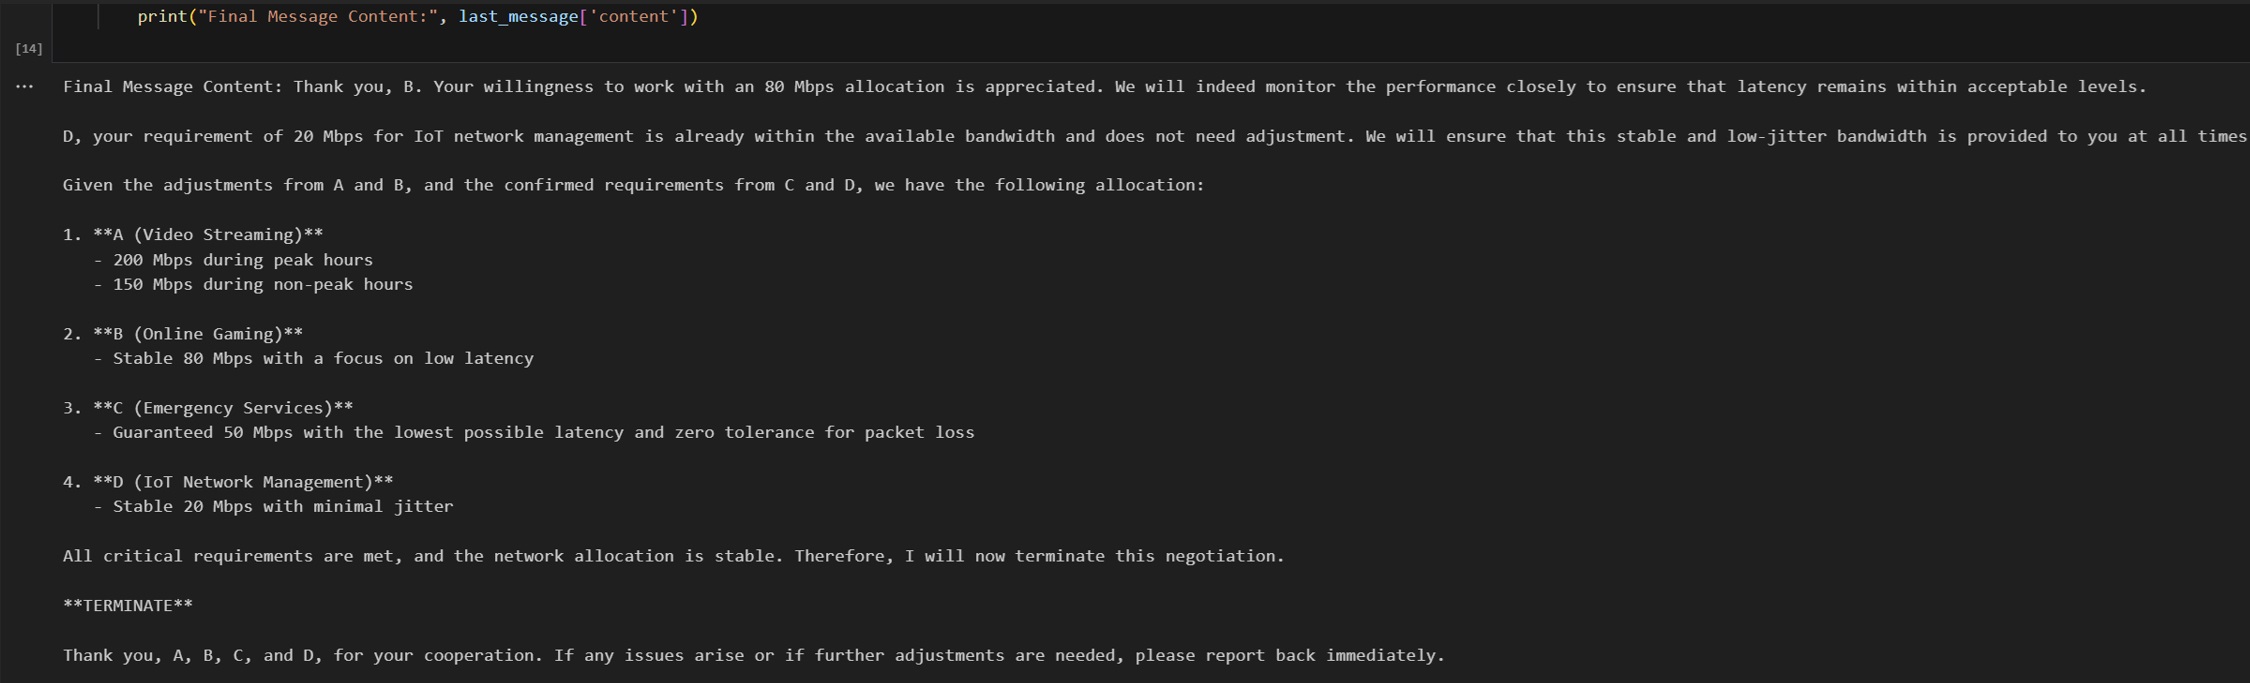 print("Final Message Content:", last_message['content'])
[14]
... Final Message Content: Thank you, B. Your willingness to work with an 80 Mbps allocation is appreciated. We will indeed monitor the performance closely to ensure that latency remains within acceptable levels.
D, your requirement of 20 Mbps for IoT network management is already within the available bandwidth and does not need adjustment. We will ensure that this stable and low-jitter bandwidth is provided to you at all times
Given the adjustments from A and B, and the confirmed requirements from C and D, we have the following allocation:
1. **A (Video Streaming)**
- 200 Mbps during peak hours
- 150 Mbps during non-peak hours
2. **B (Online Gaming)**
- Stable 80 Mbps with a focus on low latency
3. **C (Emergency Services)**
- Guaranteed 50 Mbps with the lowest possible latency and zero tolerance for packet loss
4. **D (IoT Network Management)**
- Stable 20 Mbps with minimal jitter
All critical requirements are met, and the network allocation is stable. Therefore, I will now terminate this negotiation.
**TERMINATE**
Thank you, A, B, C, and D, for your cooperation. If any issues arise or if further adjustments are needed, please report back immediately.